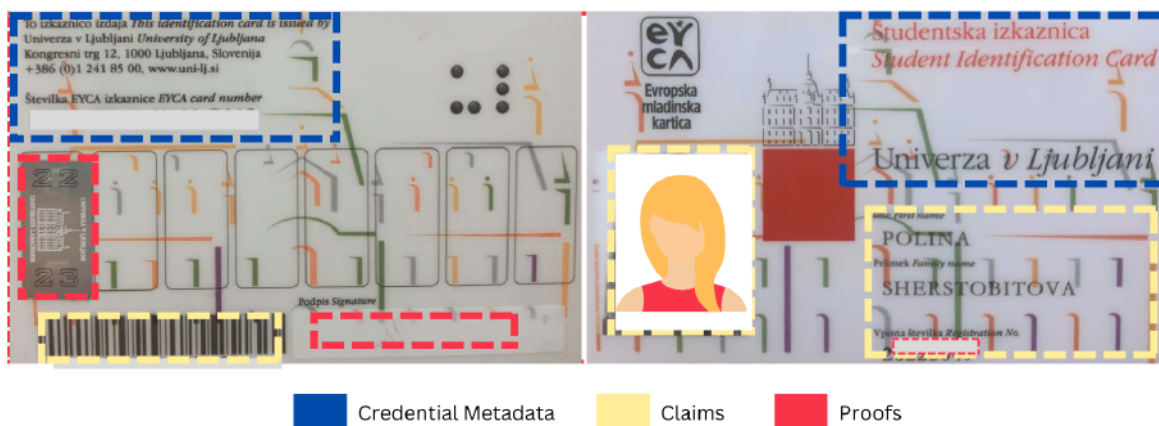 To izkaznico izdaja This identification card is issued by
Univerza v Ljubljani University of Ljubljana
Kongresni trg 12, 1000 Ljubljana, Slovenija
+386 (0)1 241 85 00, www.uni-lj.si
Številka EYCA izkaznice EYCA card number
22
UNIVERZA V LJUBLJANI
23
Podpis Signature
EYCA
Evropska
mladinska
kartica
Študentska izkaznica
Student Identification Card
Univerza v Ljubljani
Ime First name
POLINA
Priimek Family name
SHERSTOBITOVA
Vpisna številka Registration No.
Credential Metadata
Claims
Proofs